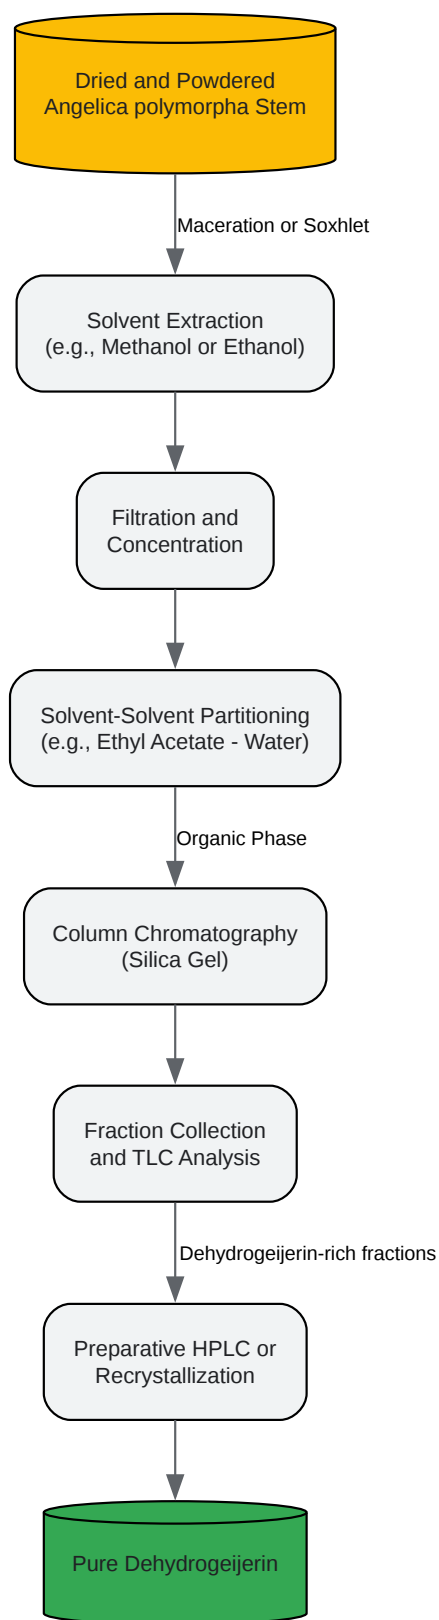 Dried and Powdered
Angelica polymorpha Stem
Maceration or Soxhlet
Solvent Extraction
(e.g., Methanol or Ethanol)
Filtration and
Concentration
Solvent-Solvent Partitioning
(e.g., Ethyl Acetate - Water)
Organic Phase
Column Chromatography
(Silica Gel)
Fraction Collection
and TLC Analysis
Dehydrogeijerin-rich fractions
Preparative HPLC or
Recrystallization
Pure Dehydrogeijerin